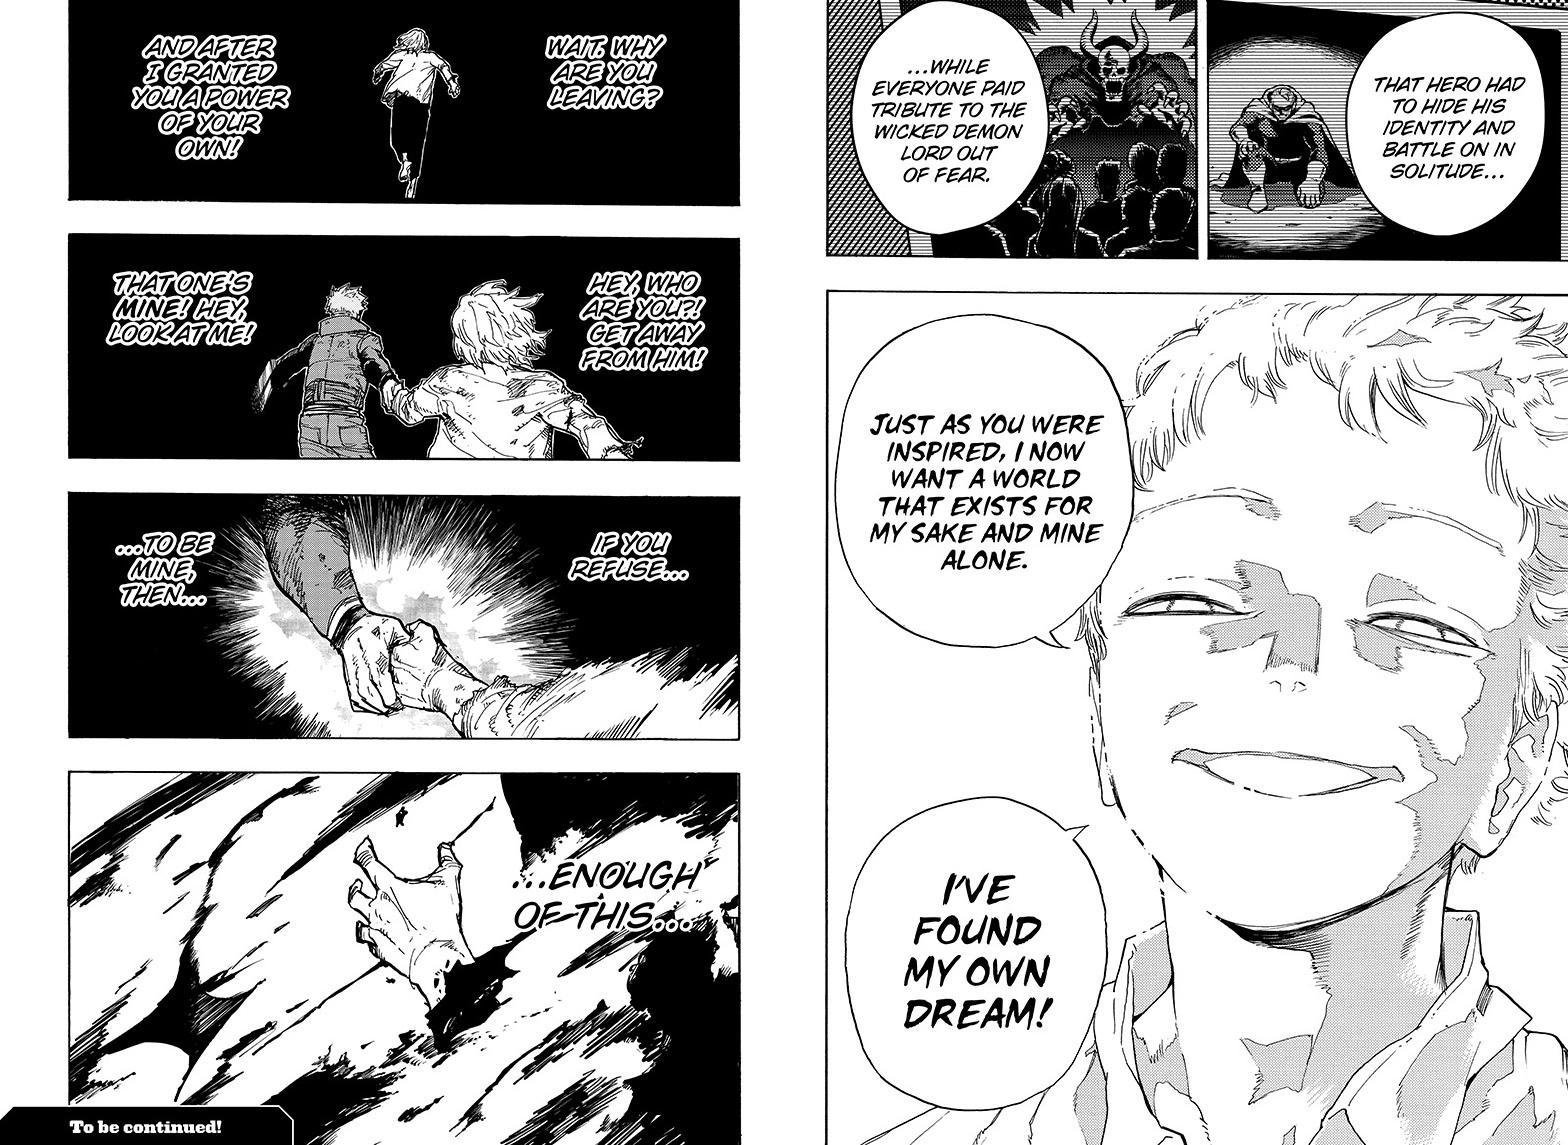 THAT HERO HAD
TO HIDE HIS
IDENTITY AND
BATTLE ON IN
SOLITUDE...
...WHILE
EVERYONE PAID
TRIBUTE TO THE
WICKED DEMON
LORD OUT
OF FEAR.
JUST AS YOU WERE
INSPIRED, I NOW
WANT A WORLD
THAT EXISTS FOR
MY SAKE AND MINE
ALONE.
I'VE
FOUND
MY OWN
DREAM!
WAIT. WHY
ARE YOU
LEAVING?
AND AFTER
I GRANTED
YOU A POWER
OF YOUR
OWN!
HEY, WHO
ARE YOU?!
GET AWAY
FROM HIM!
THAT ONE'S
MINE! HEY,
LOOK AT ME!
IF YOU
REFUSE...
...TO BE
MINE,
THEN...
...ENOUGH
OF THIS...
To be continued!